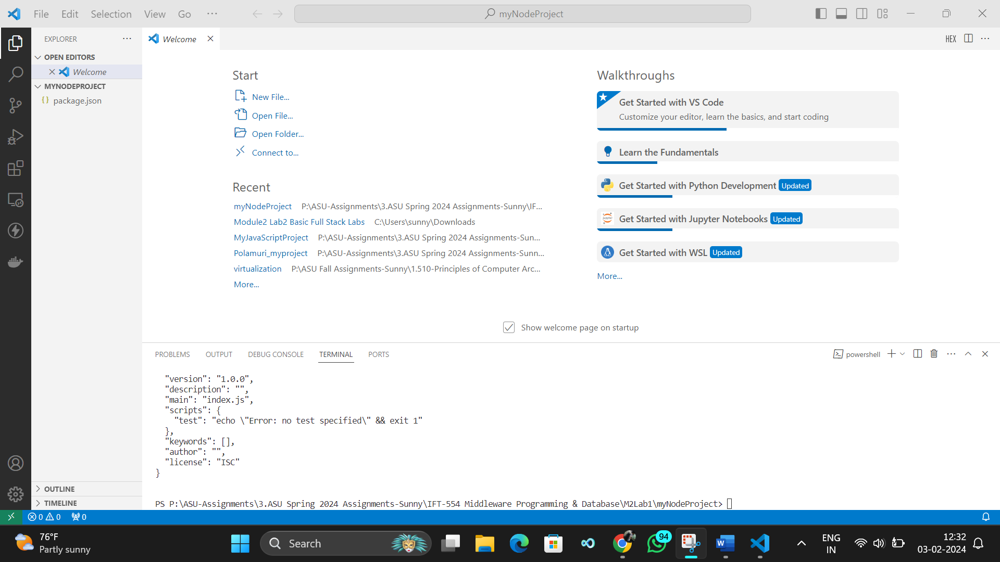 File Edit Selection View Go ···
myNodeProject
EXPLORER
OPEN EDITORS
Welcome
MYNODEPROJECT
{} package.json
OUTLINE
TIMELINE
Welcome
HEX
Start
New File...
Open File...
Open Folder...
Connect to...
Recent
myNodeProject P:\ASU-Assignments\3.ASU Spring 2024 Assignments-Sunny\IF...
Module2 Lab2 Basic Full Stack Labs C:\Users\sunny\Downloads
MyJavaScriptProject P:\ASU-Assignments\3.ASU Spring 2024 Assignments-Sun...
Polamuri_myproject P:\ASU-Assignments\3.ASU Spring 2024 Assignments-Sunn...
virtualization P:\ASU Fall Assignments-Sunny\1.510-Principles of Computer Arc...
More...
Walkthroughs
Get Started with VS Code
Customize your editor, learn the basics, and start coding
Learn the Fundamentals
Get Started with Python Development Updated
Get Started with Jupyter Notebooks Updated
Get Started with WSL Updated
More...
Show welcome page on startup
PROBLEMS OUTPUT DEBUG CONSOLE TERMINAL PORTS
powershell
"version": "1.0.0",
"description": "",
"main": "index.js",
"scripts": {
"test": "echo \"Error: no test specified\" && exit 1"
},
"keywords": [],
"author": "",
"license": "ISC"
}
PS P:\ASU-Assignments\3.ASU Spring 2024 Assignments-Sunny\IFT-554 Middleware Programming & Database\M2Lab1\myNodeProject>
0 0 0
76°F
Partly sunny
Search
94
ENG
IN
12:32
03-02-2024